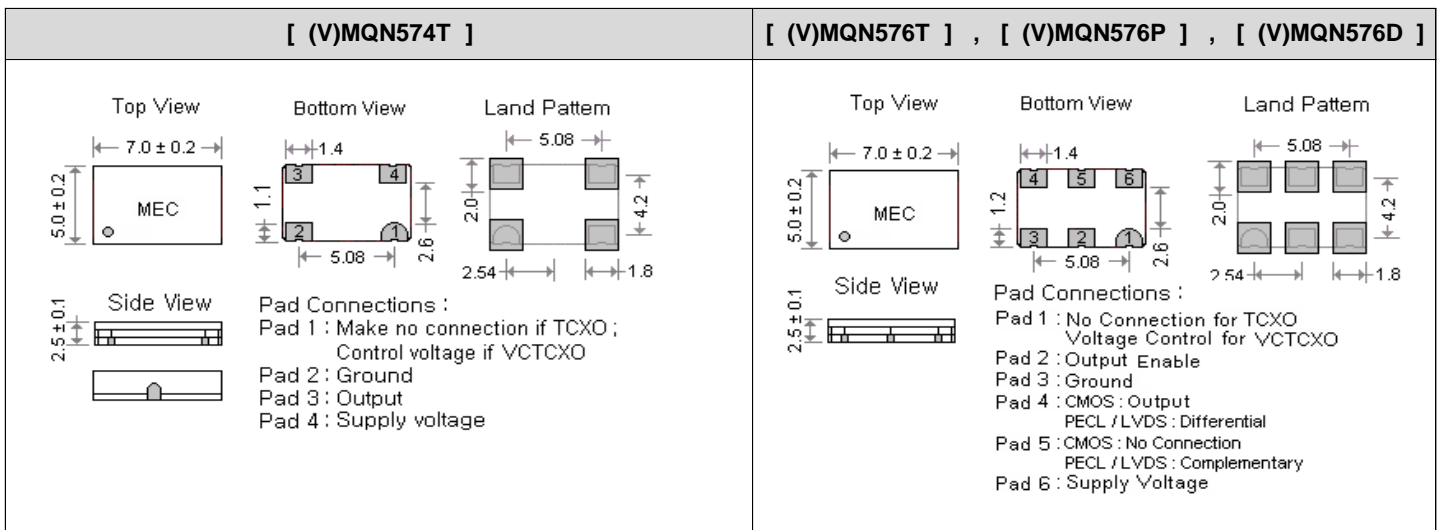 [ (V)MQN574T ]
Top View
Bottom View
Land Pattem
7.0 ± 0.2
5.0 ± 0.2
MEC
1.4
3
4
1.1
2
1
5.08
2.6
5.08
2.0
4.2
2.54
1.8
Side View
2.5 ± 0.1
Pad Connections :
Pad 1 : Make no connection if TCXO ;
Control voltage if VCTCXO
Pad 2 : Ground
Pad 3 : Output
Pad 4 : Supply voltage
[ (V)MQN576T ] , [ (V)MQN576P ] , [ (V)MQN576D ]
Top View
Bottom View
Land Pattem
7.0 ± 0.2
5.0 ± 0.2
MEC
1.4
4
5
6
1.2
3
2
1
5.08
2.6
5.08
2.0
4.2
2.54
1.8
Side View
2.5 ± 0.1
Pad Connections :
Pad 1 : No Connection for TCXO
Voltage Control for VCTCXO
Pad 2 : Output Enable
Pad 3 : Ground
Pad 4 : CMOS : Output
PECL / LVDS : Differential
Pad 5 : CMOS : No Connection
PECL / LVDS : Complementary
Pad 6 : Supply Voltage